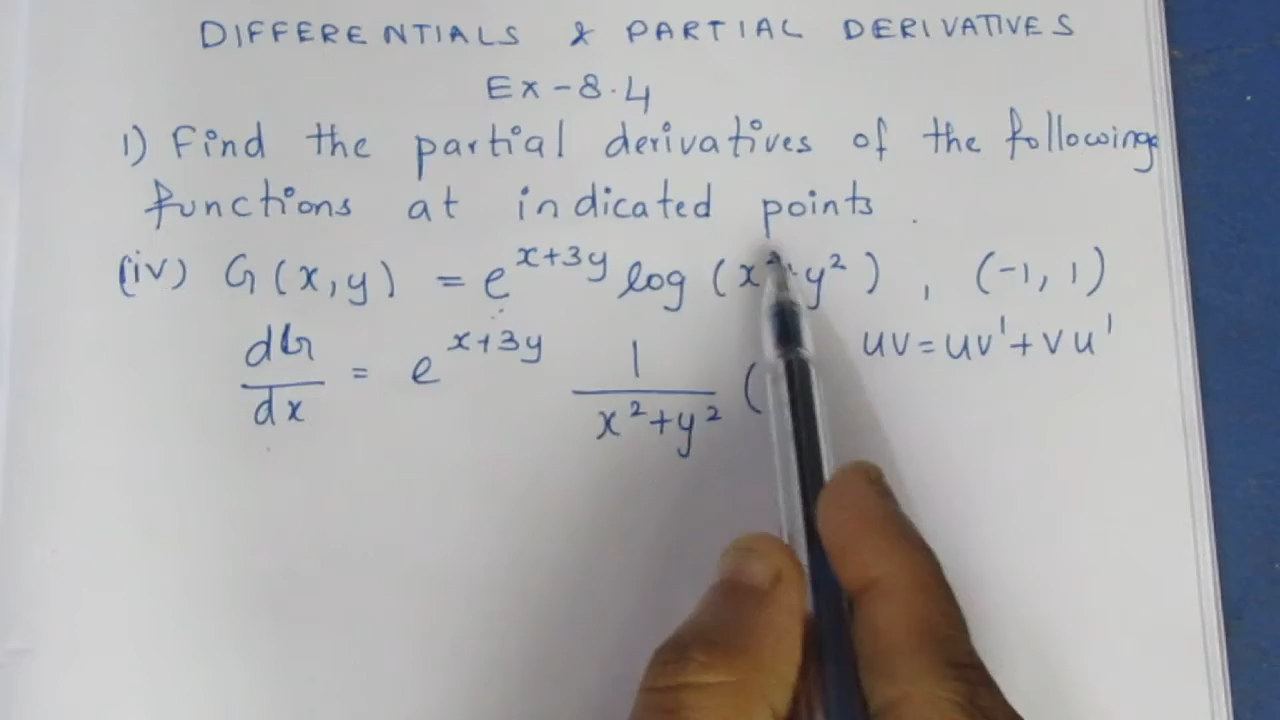 DIFFERENTIALS & PARTIAL DERIVATIVES
Ex-8.4
1) Find the partial derivatives of the following
functions at indicated points.
(iv) G(x,y) = e^{x+3y} log (x² + y²) , (-1, 1)
dG/dx = e^{x+3y} 1/(x²+y²) ( uv = uv' + vu'